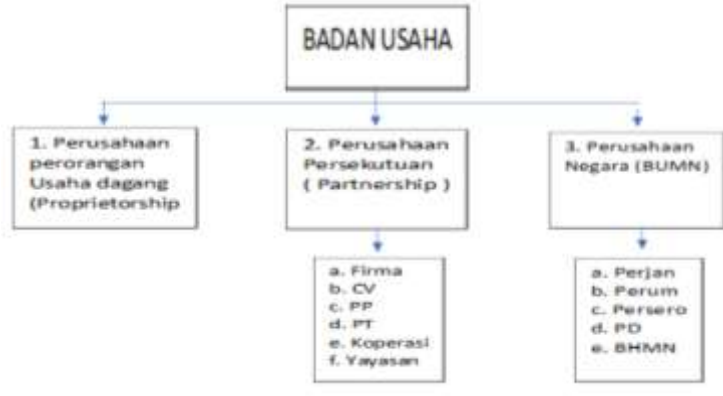 BADAN USAHA
1. Perusahaan
perorangan
Usaha dagang
(Proprietorship
2. Perusahaan
Persekutuan
( Partnership )
3. Perusahaan
Negara (BUMN)
a. Firma
b. CV
c. PP
d. PT
e. Koperasi
f. Yayasan
a. Perjan
b. Perum
c. Persero
d. PD
e. BHMN